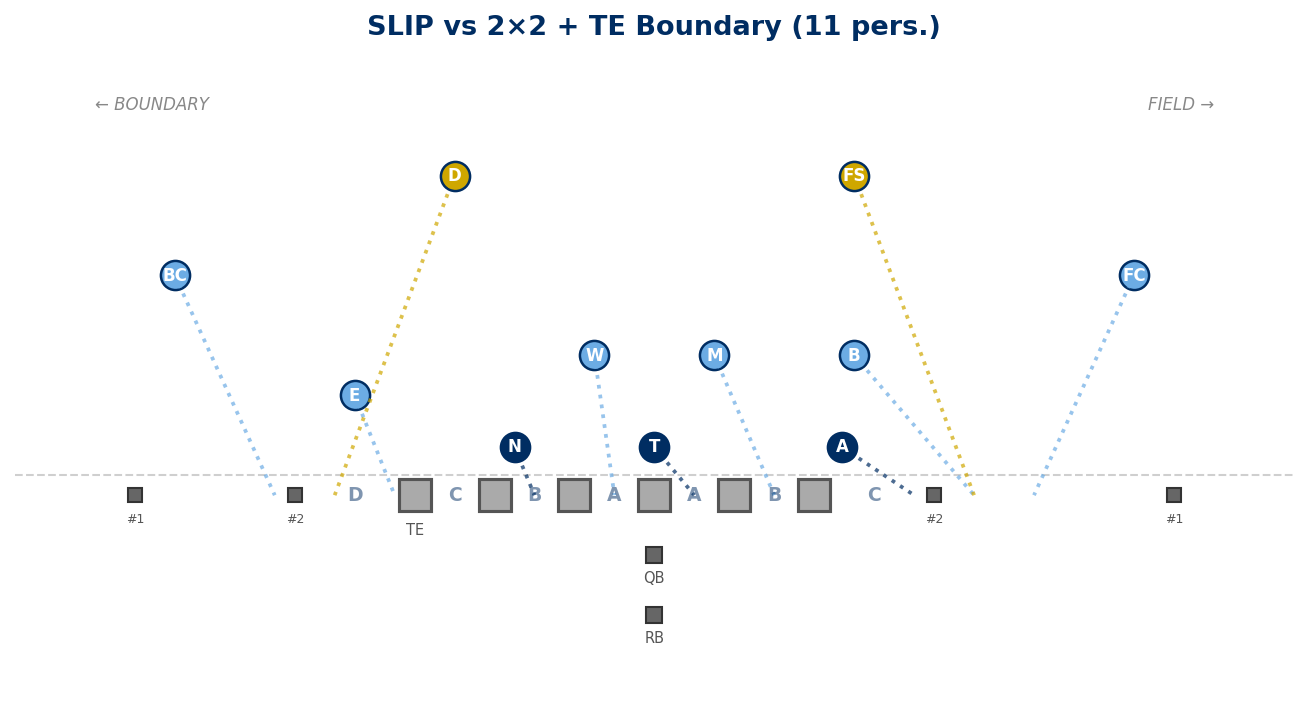 SLIP vs 2×2 + TE Boundary (11 pers.)
← BOUNDARY
FIELD →
D
FS
BC
FC
W
M
B
E
N
T
A
D
C
B
A
A
B
C
#1
#2
TE
#2
#1
QB
RB